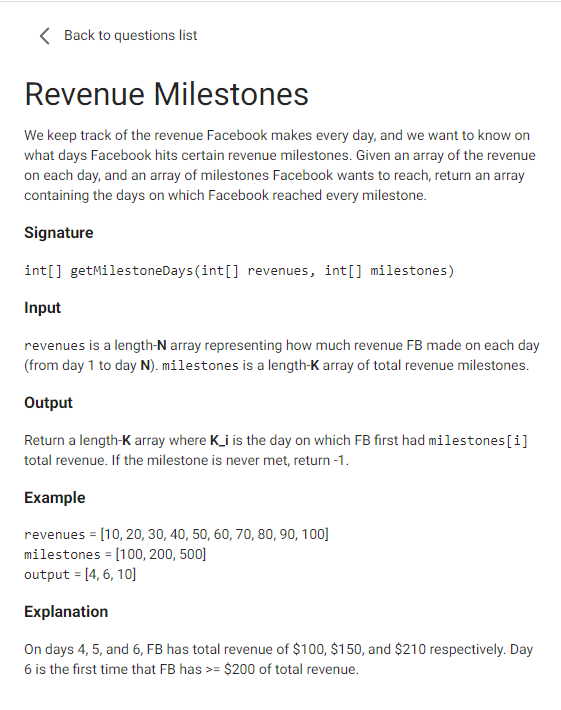 Back to questions list
Revenue Milestones
We keep track of the revenue Facebook makes every day, and we want to know on
what days Facebook hits certain revenue milestones. Given an array of the revenue
on each day, and an array of milestones Facebook wants to reach, return an array
containing the days on which Facebook reached every milestone.
Signature
int[] getMilestoneDays(int[] revenues, int[] milestones)
Input
revenues is a length-N array representing how much revenue FB made on each day
(from day 1 to day N). milestones is a length-K array of total revenue milestones.
Output
Return a length-K array where K_i is the day on which FB first had milestones[i]
total revenue. If the milestone is never met, return -1.
Example
revenues = [10, 20, 30, 40, 50, 60, 70, 80, 90, 100]
milestones = [100, 200, 500]
output = [4, 6, 10]
Explanation
On days 4, 5, and 6, FB has total revenue of $100, $150, and $210 respectively. Day
6 is the first time that FB has >= $200 of total revenue.